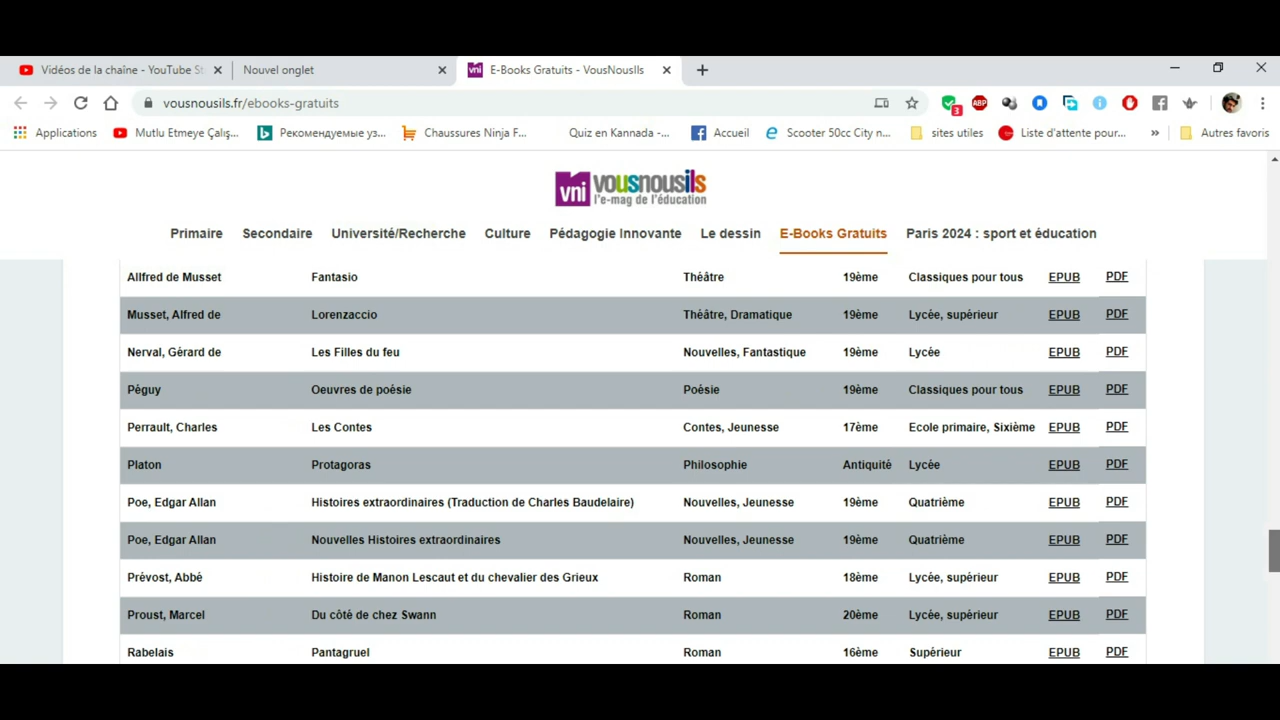 Vidéos de la chaîne - YouTube St
Nouvel onglet
E-Books Gratuits - VousNousIls
vousnousils.fr/ebooks-gratuits
3
ABP
Applications
Mutlu Etmeye Çalış...
Рекомендуемые уз...
Chaussures Ninja F...
Quiz en Kannada -...
Accueil
Scooter 50cc City n...
sites utiles
Liste d'attente pour...
»
Autres favoris
vni vousnousils
l'e-mag de l'éducation
Primaire Secondaire Université/Recherche Culture Pédagogie Innovante Le dessin E-Books Gratuits Paris 2024 : sport et éducation
Allfred de Musset Fantasio Théâtre 19ème Classiques pour tous EPUB PDF
Musset, Alfred de Lorenzaccio Théâtre, Dramatique 19ème Lycée, supérieur EPUB PDF
Nerval, Gérard de Les Filles du feu Nouvelles, Fantastique 19ème Lycée EPUB PDF
Péguy Oeuvres de poésie Poésie 19ème Classiques pour tous EPUB PDF
Perrault, Charles Les Contes Contes, Jeunesse 17ème Ecole primaire, Sixième EPUB PDF
Platon Protagoras Philosophie Antiquité Lycée EPUB PDF
Poe, Edgar Allan Histoires extraordinaires (Traduction de Charles Baudelaire) Nouvelles, Jeunesse 19ème Quatrième EPUB PDF
Poe, Edgar Allan Nouvelles Histoires extraordinaires Nouvelles, Jeunesse 19ème Quatrième EPUB PDF
Prévost, Abbé Histoire de Manon Lescaut et du chevalier des Grieux Roman 18ème Lycée, supérieur EPUB PDF
Proust, Marcel Du côté de chez Swann Roman 20ème Lycée, supérieur EPUB PDF
Rabelais Pantagruel Roman 16ème Supérieur EPUB PDF